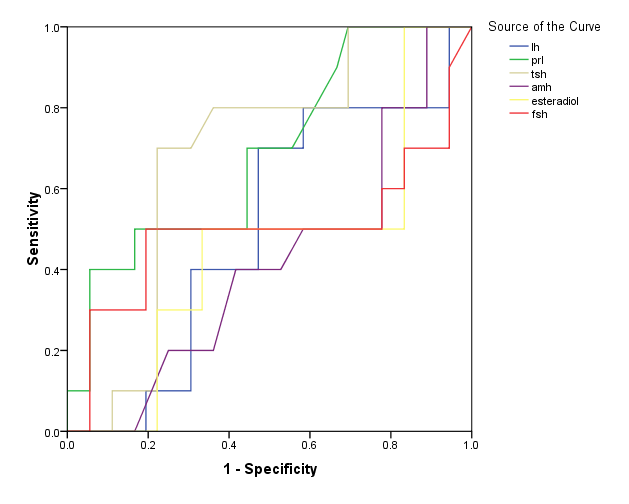 Source of the Curve
lh
prl
tsh
amh
esteradiol
fsh
Sensitivity
1.0
0.8
0.6
0.4
0.2
0.0
0.0 0.2 0.4 0.6 0.8 1.0
1 - Specificity